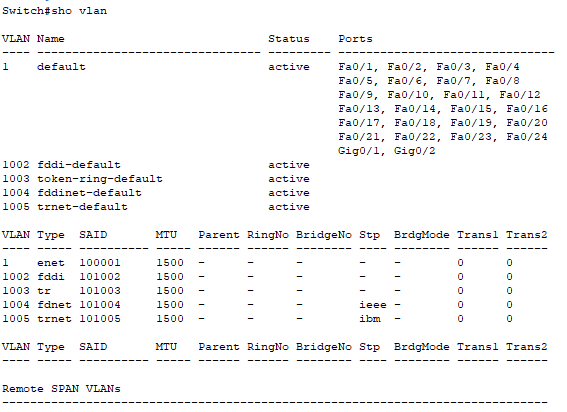 Switch#sho vlan
VLAN Name                             Status    Ports
---- -------------------------------- --------- -------------------------------
1    default                          active    Fa0/1, Fa0/2, Fa0/3, Fa0/4
                                                Fa0/5, Fa0/6, Fa0/7, Fa0/8
                                                Fa0/9, Fa0/10, Fa0/11, Fa0/12
                                                Fa0/13, Fa0/14, Fa0/15, Fa0/16
                                                Fa0/17, Fa0/18, Fa0/19, Fa0/20
                                                Fa0/21, Fa0/22, Fa0/23, Fa0/24
                                                Gig0/1, Gig0/2
1002 fddi-default                     active
1003 token-ring-default               active
1004 fddinet-default                  active
1005 trnet-default                    active
VLAN Type  SAID       MTU   Parent RingNo BridgeNo Stp  BrdgMode Trans1 Trans2
---- ----- ---------- ----- ------ ------ -------- ---- -------- ------ ------
1    enet  100001     1500  -      -      -        -    -        0      0
1002 fddi  101002     1500  -      -      -        -    -        0      0
1003 tr    101003     1500  -      -      -        -    -        0      0
1004 fdnet 101004     1500  -      -      -        ieee -        0      0
1005 trnet 101005     1500  -      -      -        ibm  -        0      0
VLAN Type  SAID       MTU   Parent RingNo BridgeNo Stp  BrdgMode Trans1 Trans2
---- ----- ---------- ----- ------ ------ -------- ---- -------- ------ ------
Remote SPAN VLANs
------------------------------------------------------------------------------